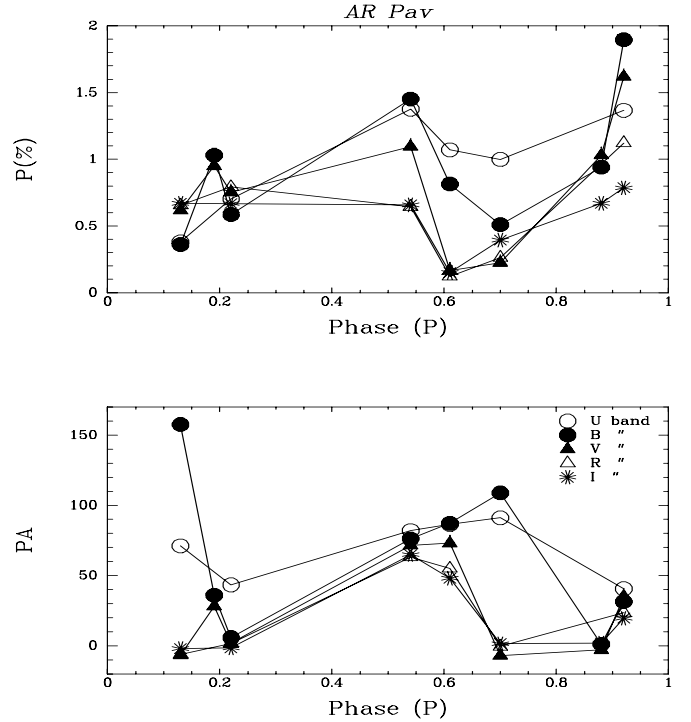 AR Pav
2
1.5
1
0.5
0
P(%)
0 0.2 0.4 0.6 0.8 1
Phase (P)
150
100
50
0
PA
U band
B "
V "
R "
I "
0 0.2 0.4 0.6 0.8 1
Phase (P)